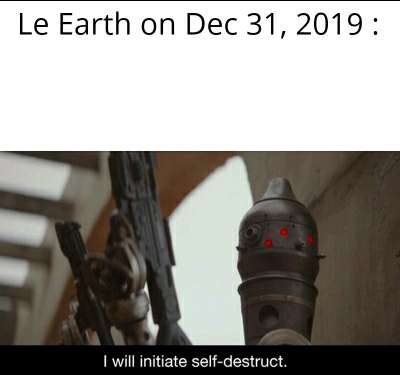 Le Earth on Dec 31, 2019 :
I will initiate self-destruct.